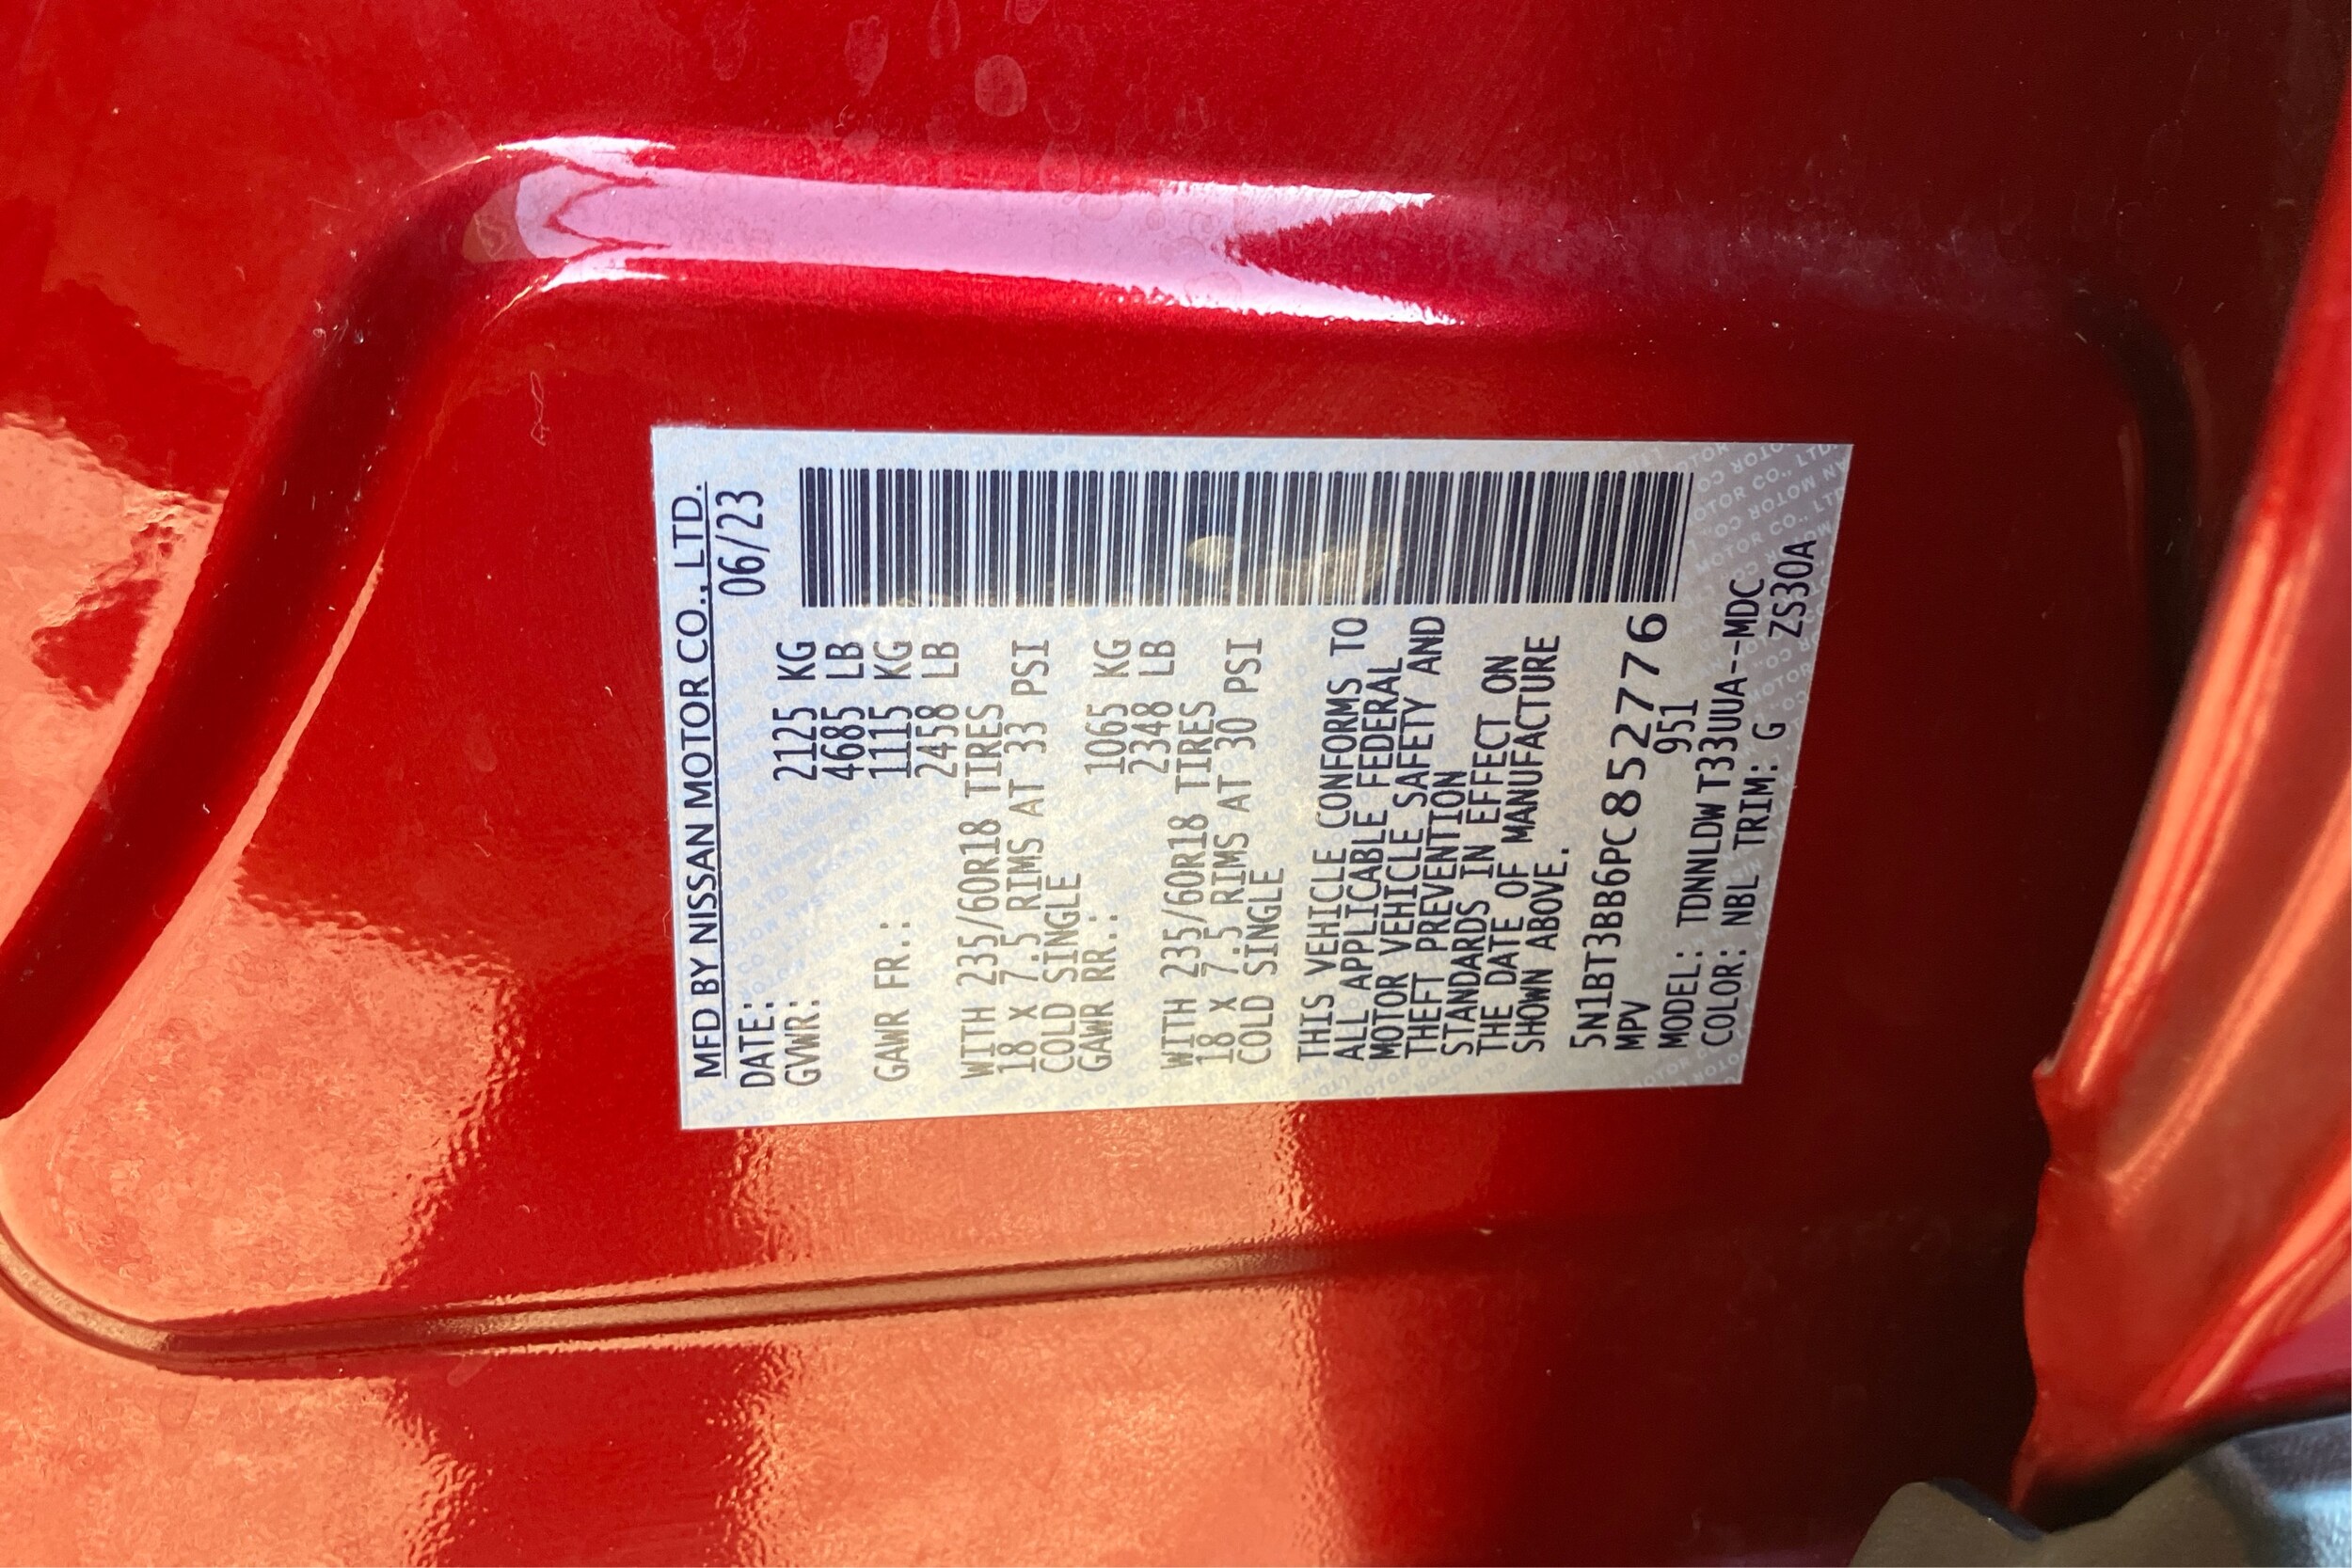 MFD BY NISSAN MOTOR CO., LTD.
DATE: 06/23
GVWR: 2125 KG
4685 LB
GAWR FR.: 1115 KG
2458 LB
WITH 235/60R18 TIRES
18 X 7.5 RIMS AT 33 PSI
COLD SINGLE
GAWR RR.: 1065 KG
2348 LB
WITH 235/60R18 TIRES
18 X 7.5 RIMS AT 30 PSI
COLD SINGLE
THIS VEHICLE CONFORMS TO
ALL APPLICABLE FEDERAL
MOTOR VEHICLE SAFETY AND
THEFT PREVENTION
STANDARDS IN EFFECT ON
THE DATE OF MANUFACTURE
SHOWN ABOVE.
5N1BT3BB6PC852776
MPV 951
MODEL: TDNNLDW T33UUA--MDC
COLOR: NBL TRIM: G ZS30A